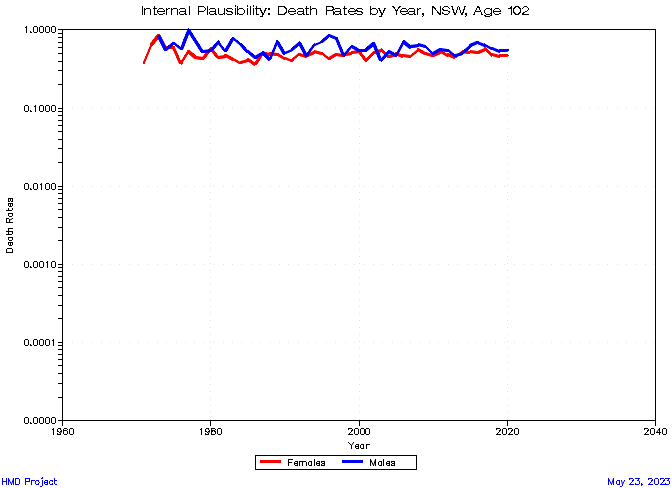 Internal Plausibility: Death Rates by Year, NSW, Age 102
1.0000
0.1000
0.0100
0.0010
0.0001
0.0000
Death Rates
1960
1980
2000
2020
2040
Year
Females
Males
HMD Project
May 23, 2023